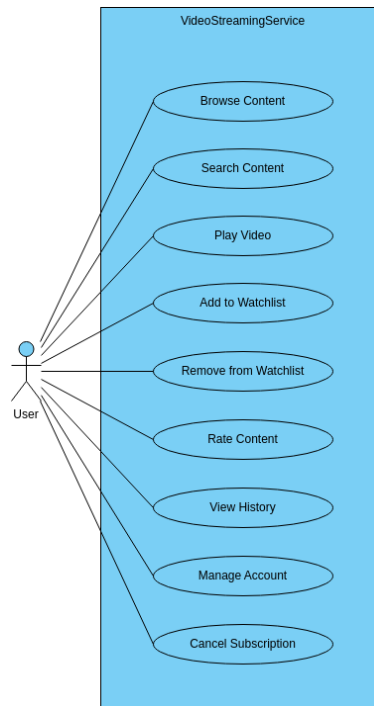 VideoStreamingService
Browse Content
Search Content
Play Video
Add to Watchlist
Remove from Watchlist
User
Rate Content
View History
Manage Account
Cancel Subscription